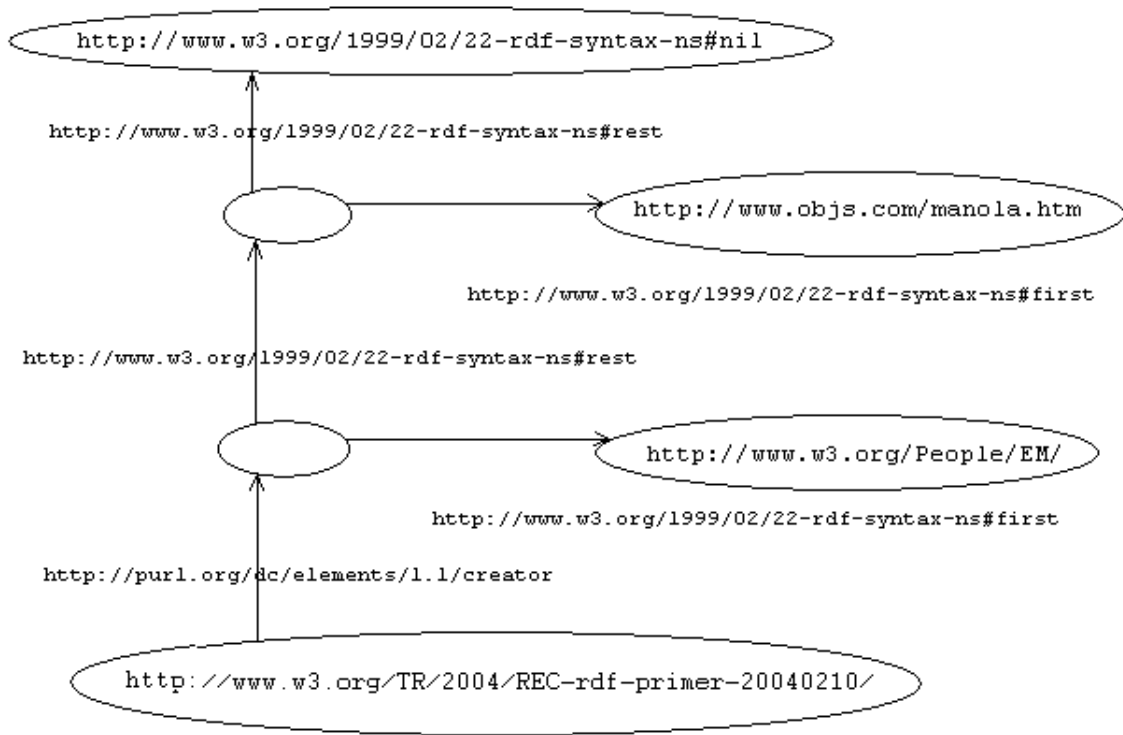 http://www.w3.org/1999/02/22-rdf-syntax-ns#nil
http://www.w3.org/1999/02/22-rdf-syntax-ns#rest
http://www.objs.com/manola.htm
http://www.w3.org/1999/02/22-rdf-syntax-ns#first
http://www.w3.org/1999/02/22-rdf-syntax-ns#rest
http://www.w3.org/People/EM/
http://www.w3.org/1999/02/22-rdf-syntax-ns#first
http://purl.org/dc/elements/1.1/creator
http://www.w3.org/TR/2004/REC-rdf-primer-20040210/